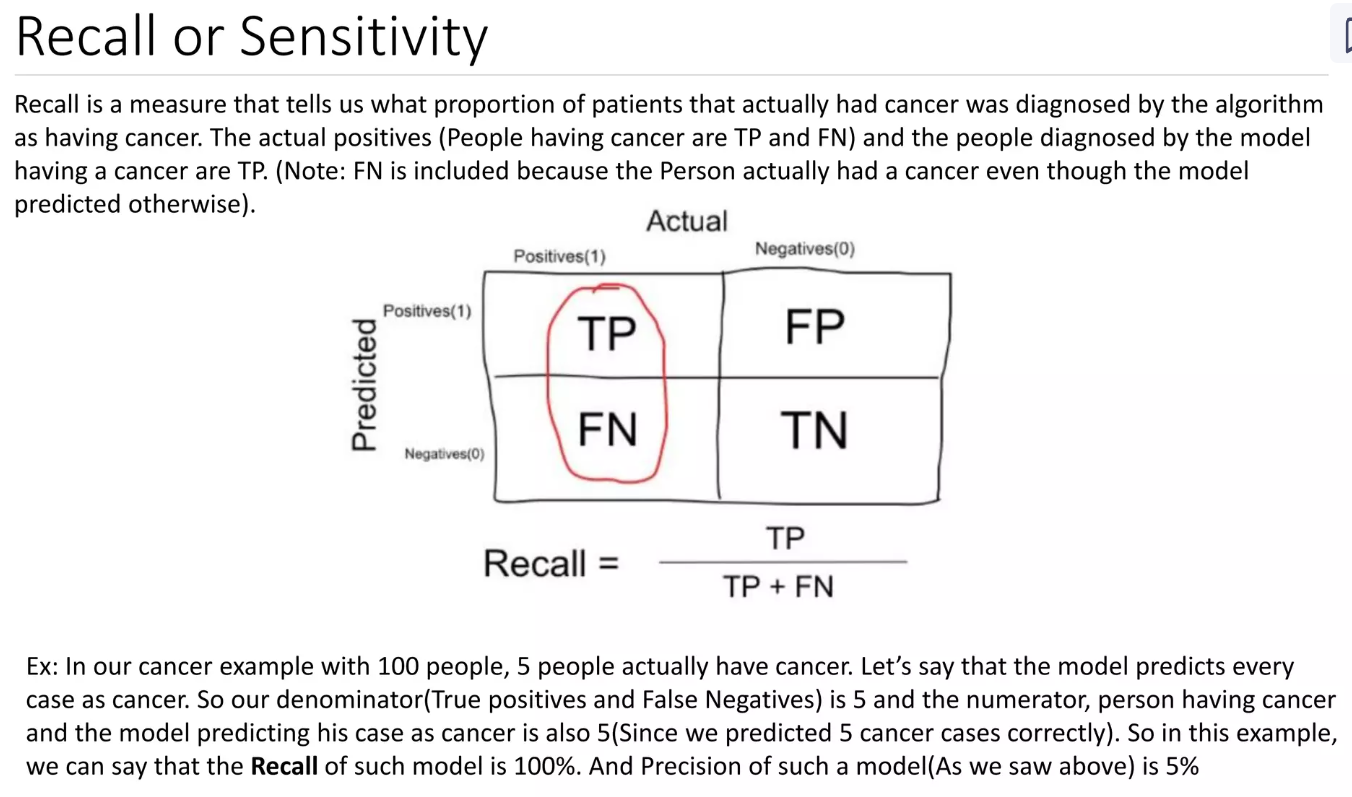 Recall or Sensitivity
Recall is a measure that tells us what proportion of patients that actually had cancer was diagnosed by the algorithm
as having cancer. The actual positives (People having cancer are TP and FN) and the people diagnosed by the model
having a cancer are TP. (Note: FN is included because the Person actually had a cancer even though the model
predicted otherwise).
Actual
Positives(1)
Negatives(0)
Predicted
Positives(1)
TP
FP
Negatives(0)
FN
TN
Recall =
TP
TP + FN
Ex: In our cancer example with 100 people, 5 people actually have cancer. Let’s say that the model predicts every
case as cancer. So our denominator(True positives and False Negatives) is 5 and the numerator, person having cancer
and the model predicting his case as cancer is also 5(Since we predicted 5 cancer cases correctly). So in this example,
we can say that the Recall of such model is 100%. And Precision of such a model(As we saw above) is 5%